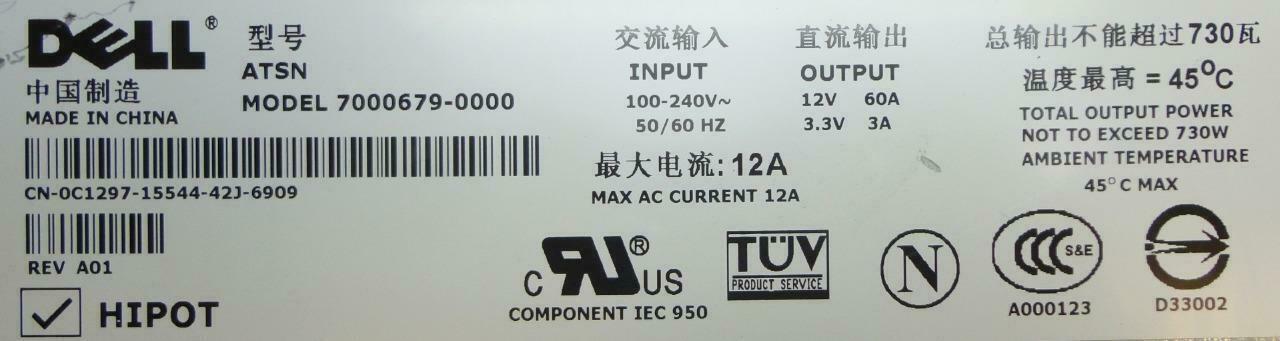 DELL®
中国制造
MADE IN CHINA
型号
ATSN
MODEL 7000679-0000
CN-0C1297-15544-42J-6909
REV A01
HIPOT
交流输入
INPUT
100-240V~
50/60 HZ
直流输出
OUTPUT
12V 60A
3.3V 3A
最大电流: 12A
MAX AC CURRENT 12A
总输出不能超过730瓦
温度最高 = 45°C
TOTAL OUTPUT POWER
NOT TO EXCEED 730W
AMBIENT TEMPERATURE
45°C MAX
C RU® US
COMPONENT IEC 950
TÜV
PRODUCT SERVICE
N
CCC S&E
A000123
D33002